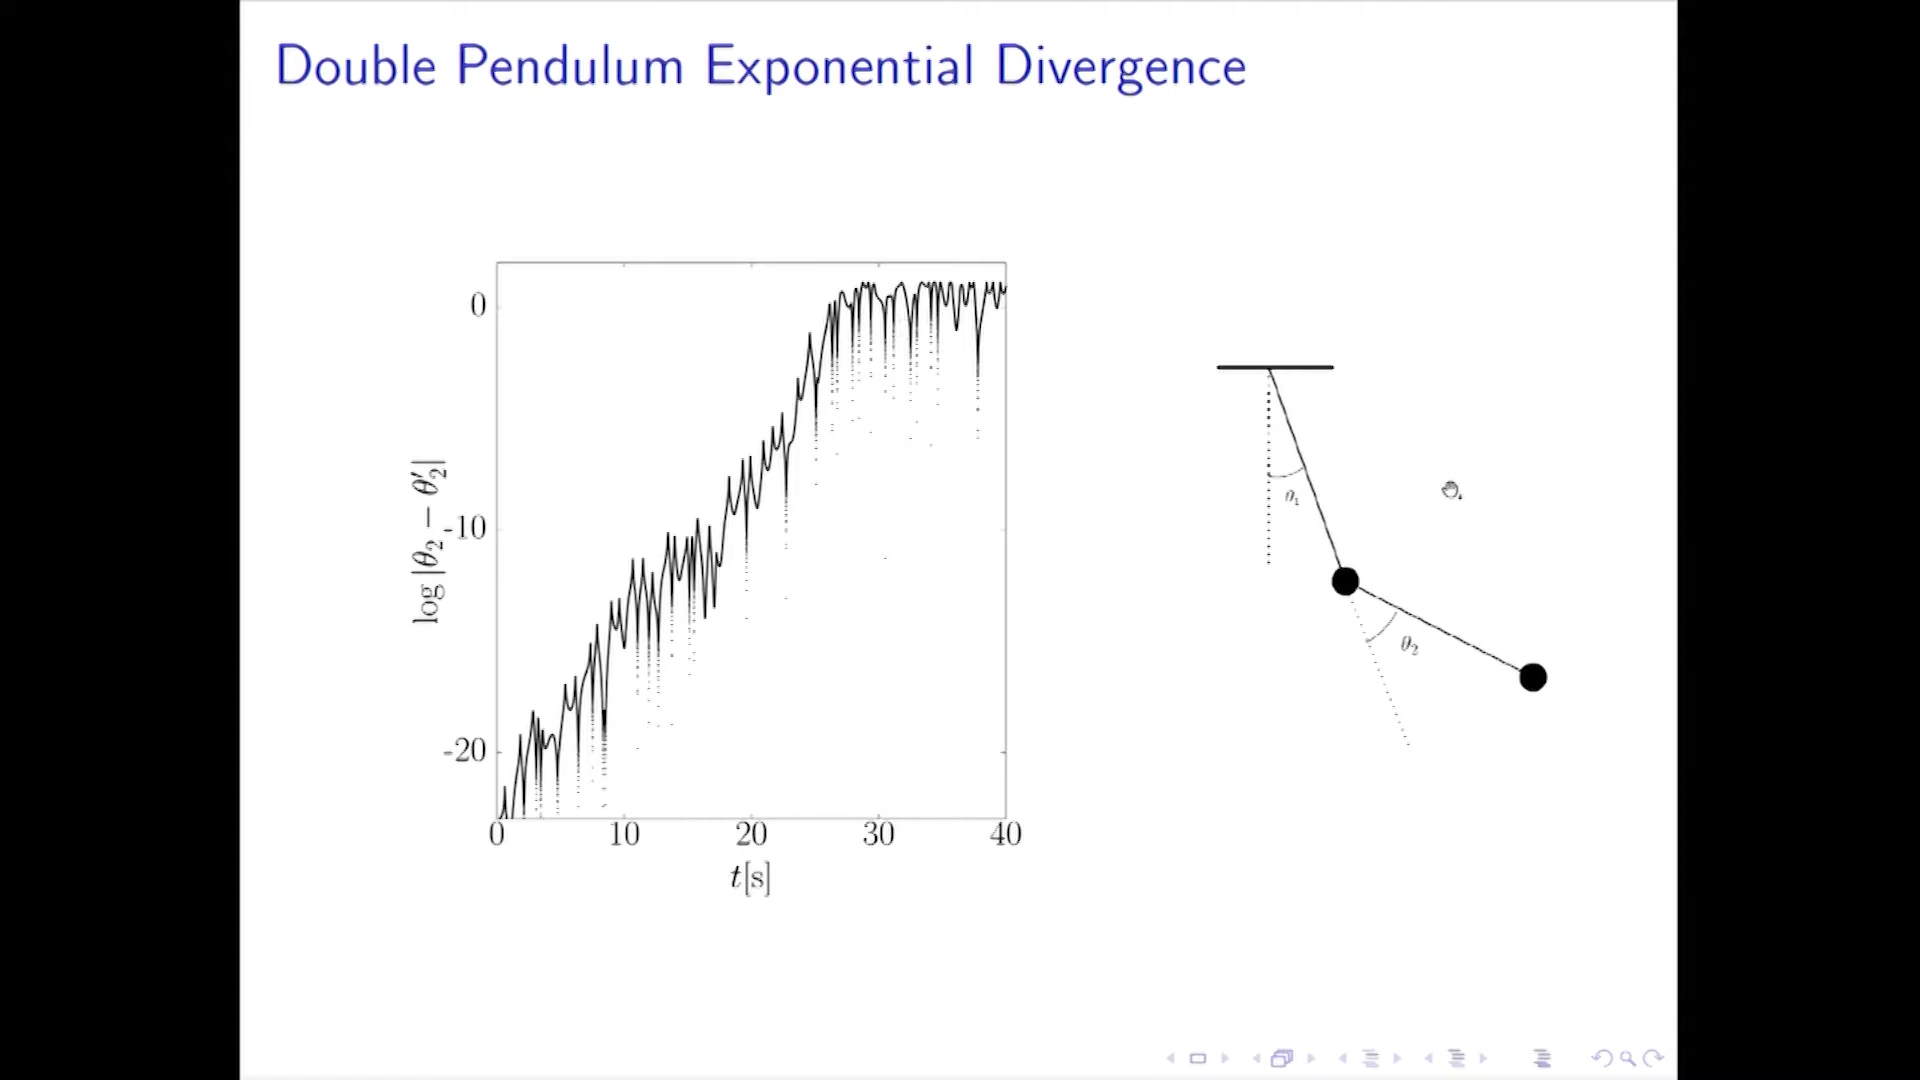 Double Pendulum Exponential Divergence
0
-10
-20
log |θ₂ − θ′₂|
0 10 20 30 40
t[s]
θ₁
θ₂